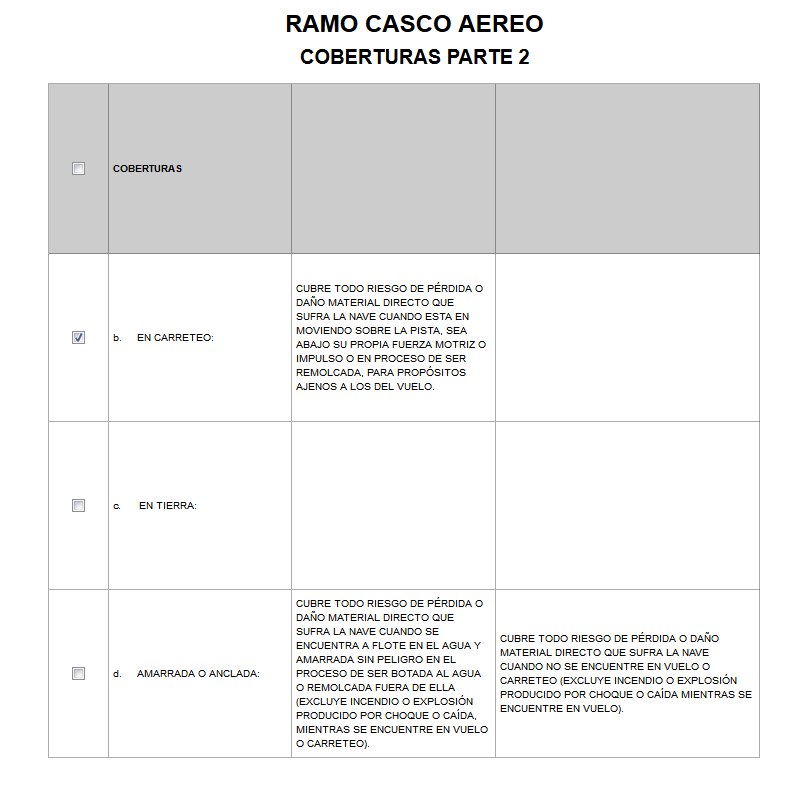 RAMO CASCO AEREO
COBERTURAS PARTE 2
COBERTURAS
b. EN CARRETEO:
CUBRE TODO RIESGO DE PÉRDIDA O
DAÑO MATERIAL DIRECTO QUE
SUFRA LA NAVE CUANDO ESTA EN
MOVIENDO SOBRE LA PISTA, SEA
ABAJO SU PROPIA FUERZA MOTRIZ O
IMPULSO O EN PROCESO DE SER
REMOLCADA, PARA PROPÓSITOS
AJENOS A LOS DEL VUELO.
c. EN TIERRA:
d. AMARRADA O ANCLADA:
CUBRE TODO RIESGO DE PÉRDIDA O
DAÑO MATERIAL DIRECTO QUE
SUFRA LA NAVE CUANDO SE
ENCUENTRA A FLOTE EN EL AGUA Y
AMARRADA SIN PELIGRO EN EL
PROCESO DE SER BOTADA AL AGUA
O REMOLCADA FUERA DE ELLA
(EXCLUYE INCENDIO O EXPLOSIÓN
PRODUCIDO POR CHOQUE O CAÍDA,
MIENTRAS SE ENCUENTRE EN VUELO
O CARRETEO).
CUBRE TODO RIESGO DE PÉRDIDA O DAÑO
MATERIAL DIRECTO QUE SUFRA LA NAVE
CUANDO NO SE ENCUENTRE EN VUELO O
CARRETEO (EXCLUYE INCENDIO O EXPLOSIÓN
PRODUCIDO POR CHOQUE O CAÍDA MIENTRAS SE
ENCUENTRE EN VUELO).